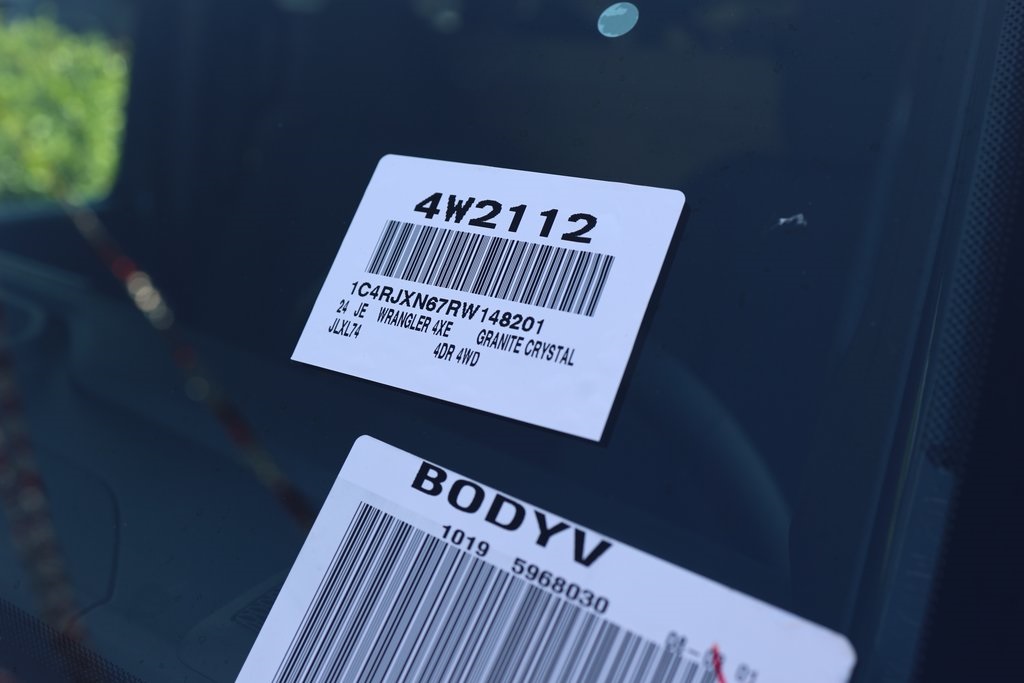 4W2112
1C4RJXN67RW148201
24 JE WRANGLER 4XE GRANITE CRYSTAL
JLXL74 4DR 4WD
BODYV
1019 5968030